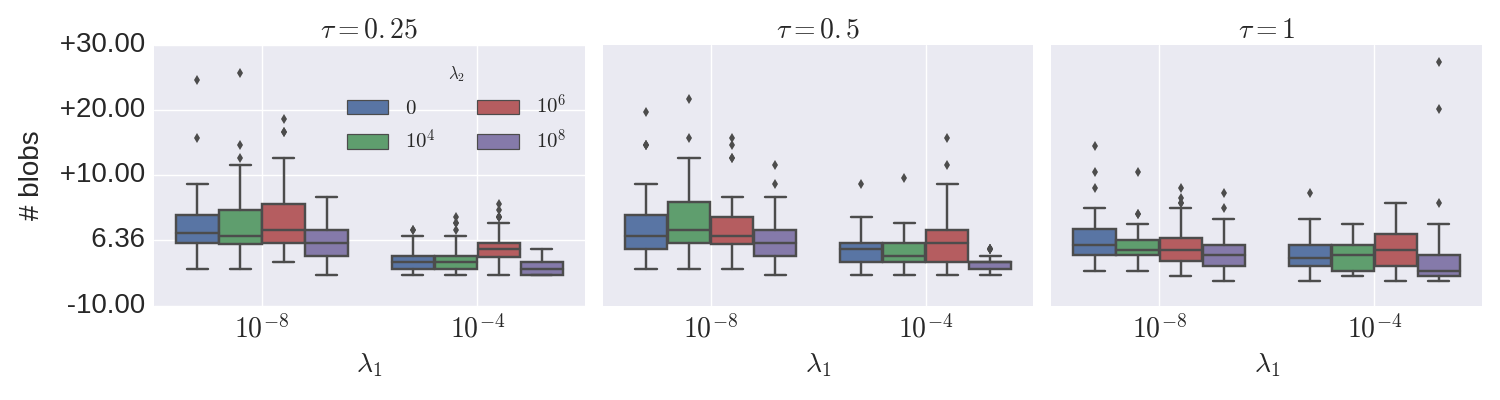 τ = 0.25
τ = 0.5
τ = 1
+30.00
+20.00
+10.00
6.36
-10.00
# blobs
λ₂
0
10⁶
10⁴
10⁸
10⁻⁸
10⁻⁴
10⁻⁸
10⁻⁴
10⁻⁸
10⁻⁴
λ₁
λ₁
λ₁